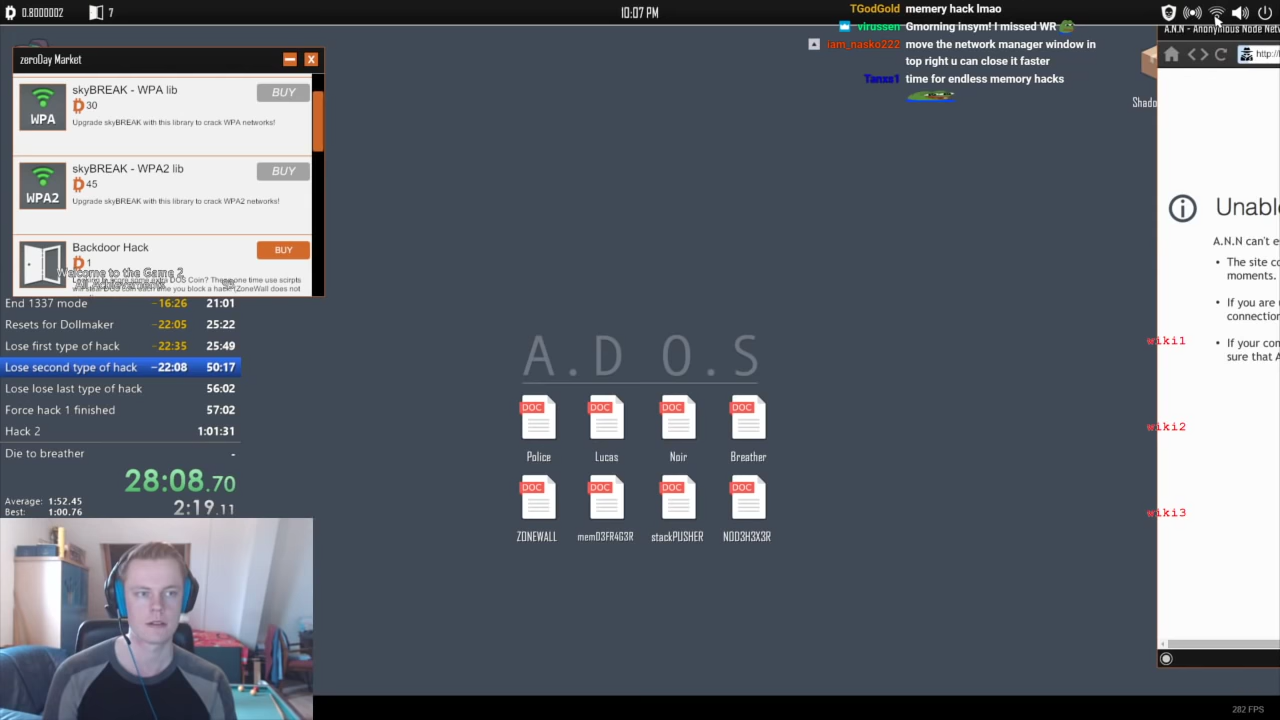 0.8000002
7
10:07 PM
TGodGold memery hack lmao
virussen Gmorning insym! I missed WR
iam_nasko222 move the network manager window in
top right u can close it faster
Tanxs1 time for endless memory hacks
zeroDay Market
skyBREAK - WPA lib
BUY
30
Upgrade skyBREAK with this library to crack WPA networks!
WPA
skyBREAK - WPA2 lib
BUY
45
Upgrade skyBREAK with this library to crack WPA2 networks!
WPA2
Backdoor Hack
BUY
1
Welcome to the Game 2
All Achievements
End 1337 mode −16:26 21:01
Resets for Dollmaker −22:05 25:22
Lose first type of hack −22:35 25:49
Lose second type of hack −22:08 50:17
Lose lose last type of hack 56:02
Force hack 1 finished 57:02
Hack 2 1:01:31
Die to breather -
28:08.70
Average: 1:52.45
Best: 1:00.76
2:19.11
A.D O.S
DOC DOC DOC DOC
Police Lucas Noir Breather
DOC DOC DOC DOC
ZONEWALL memD3FR4G3R stackPUSHER N0D3H3X3R
A.N.N - Anonymous Node Netw
http://
Shado
Unabl
A.N.N can't e
• The site co
moments.
• If you are u
connection
• If your com
sure that A
wiki1
wiki2
wiki3
282 FPS